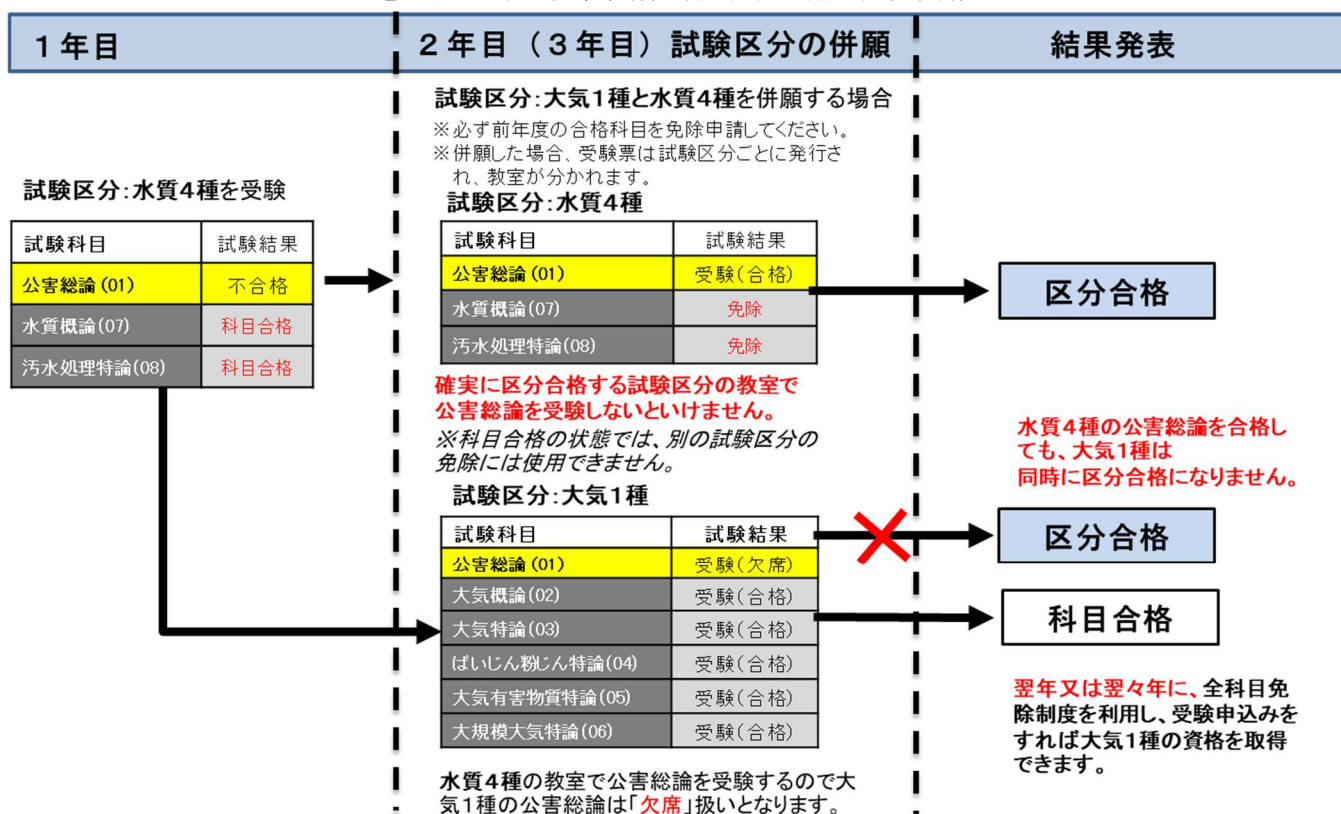 1年目
2年目（3年目）試験区分の併願
結果発表
試験区分:水質4種を受験
試験科目 試験結果
公害総論(01) 不合格
水質概論(07) 科目合格
汚水処理特論(08) 科目合格
試験区分:大気1種と水質4種を併願する場合
※必ず前年度の合格科目を免除申請してください。
※併願した場合、受験票は試験区分ごとに発行さ
れ、教室が分かれます。
試験区分:水質4種
試験科目 試験結果
公害総論(01) 受験(合格)
水質概論(07) 免除
汚水処理特論(08) 免除
確実に区分合格する試験区分の教室で
公害総論を受験しないといけません。
※科目合格の状態では、別の試験区分の
免除には使用できません。
試験区分:大気1種
試験科目 試験結果
公害総論(01) 受験(欠席)
大気概論(02) 受験(合格)
大気特論(03) 受験(合格)
ばいじん粉じん特論(04) 受験(合格)
大気有害物質特論(05) 受験(合格)
大規模大気特論(06) 受験(合格)
水質4種の教室で公害総論を受験するので大
気1種の公害総論は「欠席」扱いとなります。
区分合格
水質4種の公害総論を合格し
ても、大気1種は
同時に区分合格になりません。
区分合格
科目合格
翌年又は翌々年に、全科目免
除制度を利用し、受験申込みを
すれば大気1種の資格を取得
できます。